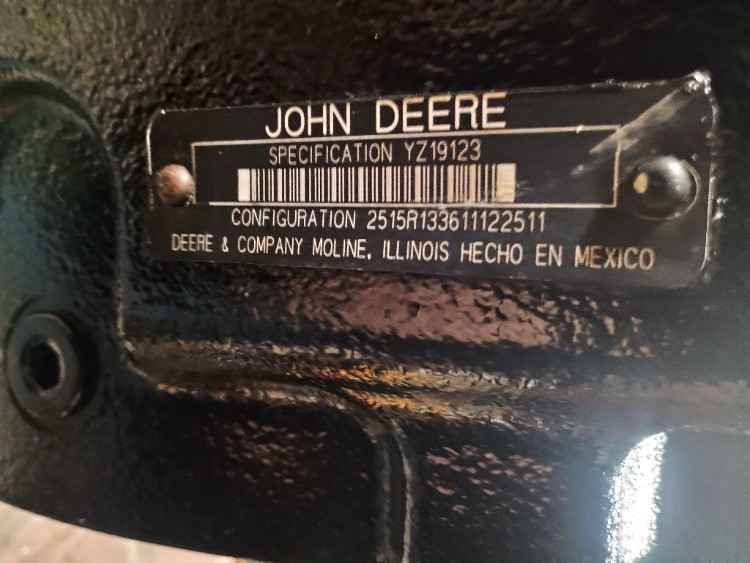 JOHN DEERE
SPECIFICATION YZ19123
CONFIGURATION 2515R133611122511
DEERE & COMPANY MOLINE, ILLINOIS HECHO EN MEXICO